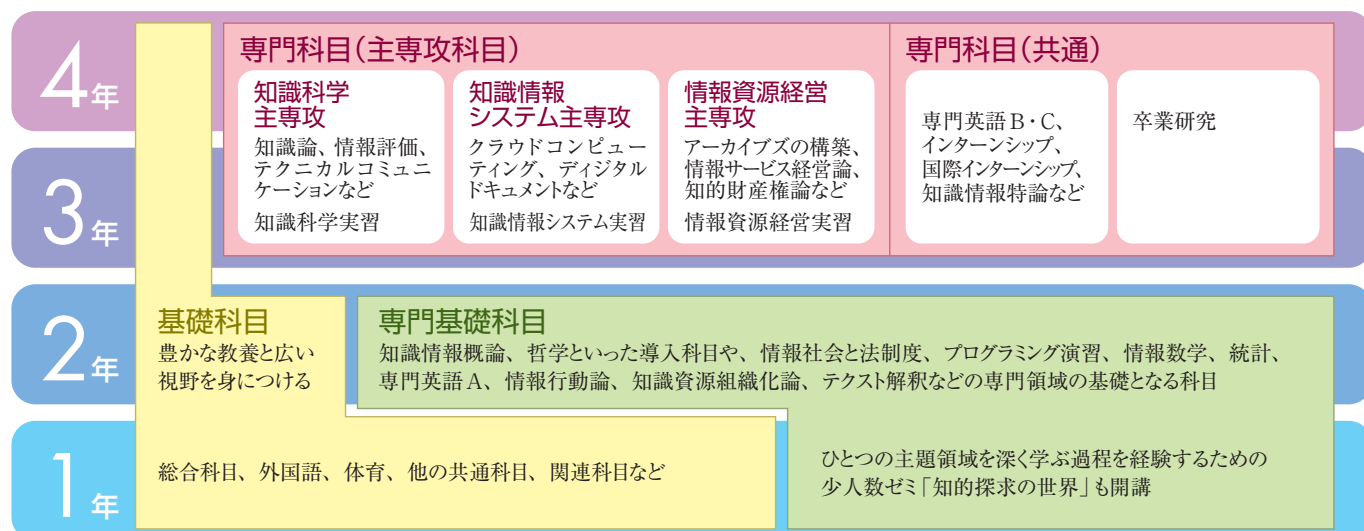 4年
専門科目(主専攻科目)
知識科学
主専攻
知識論、情報評価、
テクニカルコミュニ
ケーションなど
知識科学実習
知識情報
システム主専攻
クラウドコンピュー
ティング、ディジタル
ドキュメントなど
知識情報システム実習
情報資源経営
主専攻
アーカイブズの構築、
情報サービス経営論、
知的財産権論など
情報資源経営実習
専門科目(共通)
専門英語B・C、
インターンシップ、
国際インターンシップ、
知識情報特論など
卒業研究
3年
2年
基礎科目
豊かな教養と広い
視野を身につける
専門基礎科目
知識情報概論、哲学といった導入科目や、情報社会と法制度、プログラミング演習、情報数学、統計、
専門英語A、情報行動論、知識資源組織化論、テクスト解釈などの専門領域の基礎となる科目
1年
総合科目、外国語、体育、他の共通科目、関連科目など
ひとつの主題領域を深く学ぶ過程を経験するための
少人数ゼミ「知的探求の世界」も開講